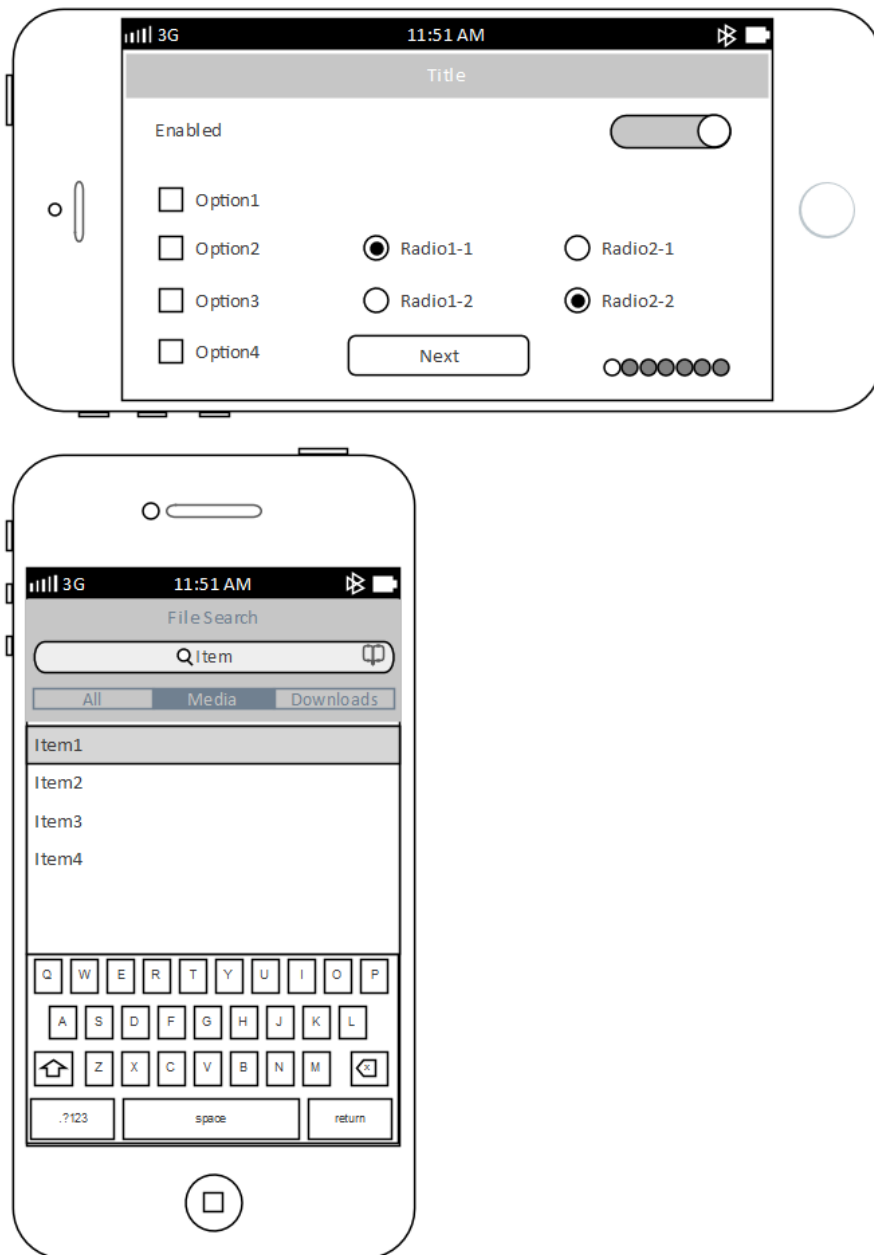 3G 11:51 AM
Title
Enabled
Option1
Option2 Radio1-1 Radio2-1
Option3 Radio1-2 Radio2-2
Option4 Next
3G 11:51 AM
File Search
Item
All Media Downloads
Item1
Item2
Item3
Item4
Q W E R T Y U I O P
A S D F G H J K L
Z X C V B N M x
.?123 space return